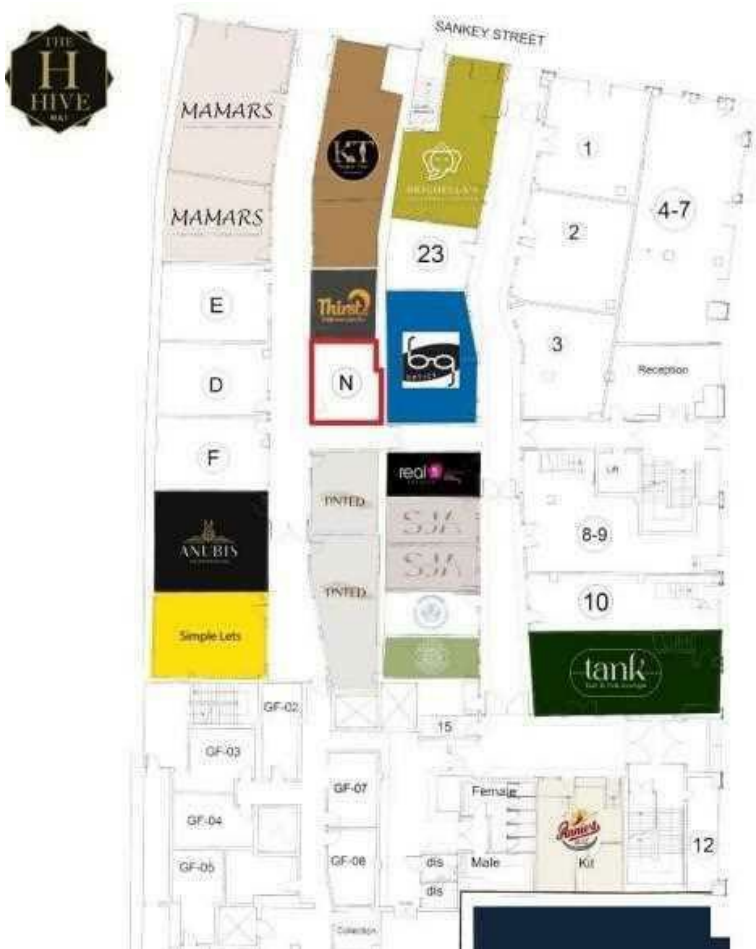 THE
H
HIVE
SANKEY STREET
MAMARS
KT
MAMARS
1
4-7
2
23
E
Thirst
3
D
N
OPTICS
Reception
F
real
TINTED
SJA
Lift
8-9
ANUBIS
SJA
TINTED
10
Simple Lets
tank
GF-02
15
GF-03
GF-07
Female
GF-04
Annie's
12
GF-05
GF-08
dis
Male
Kit
dis
Collection